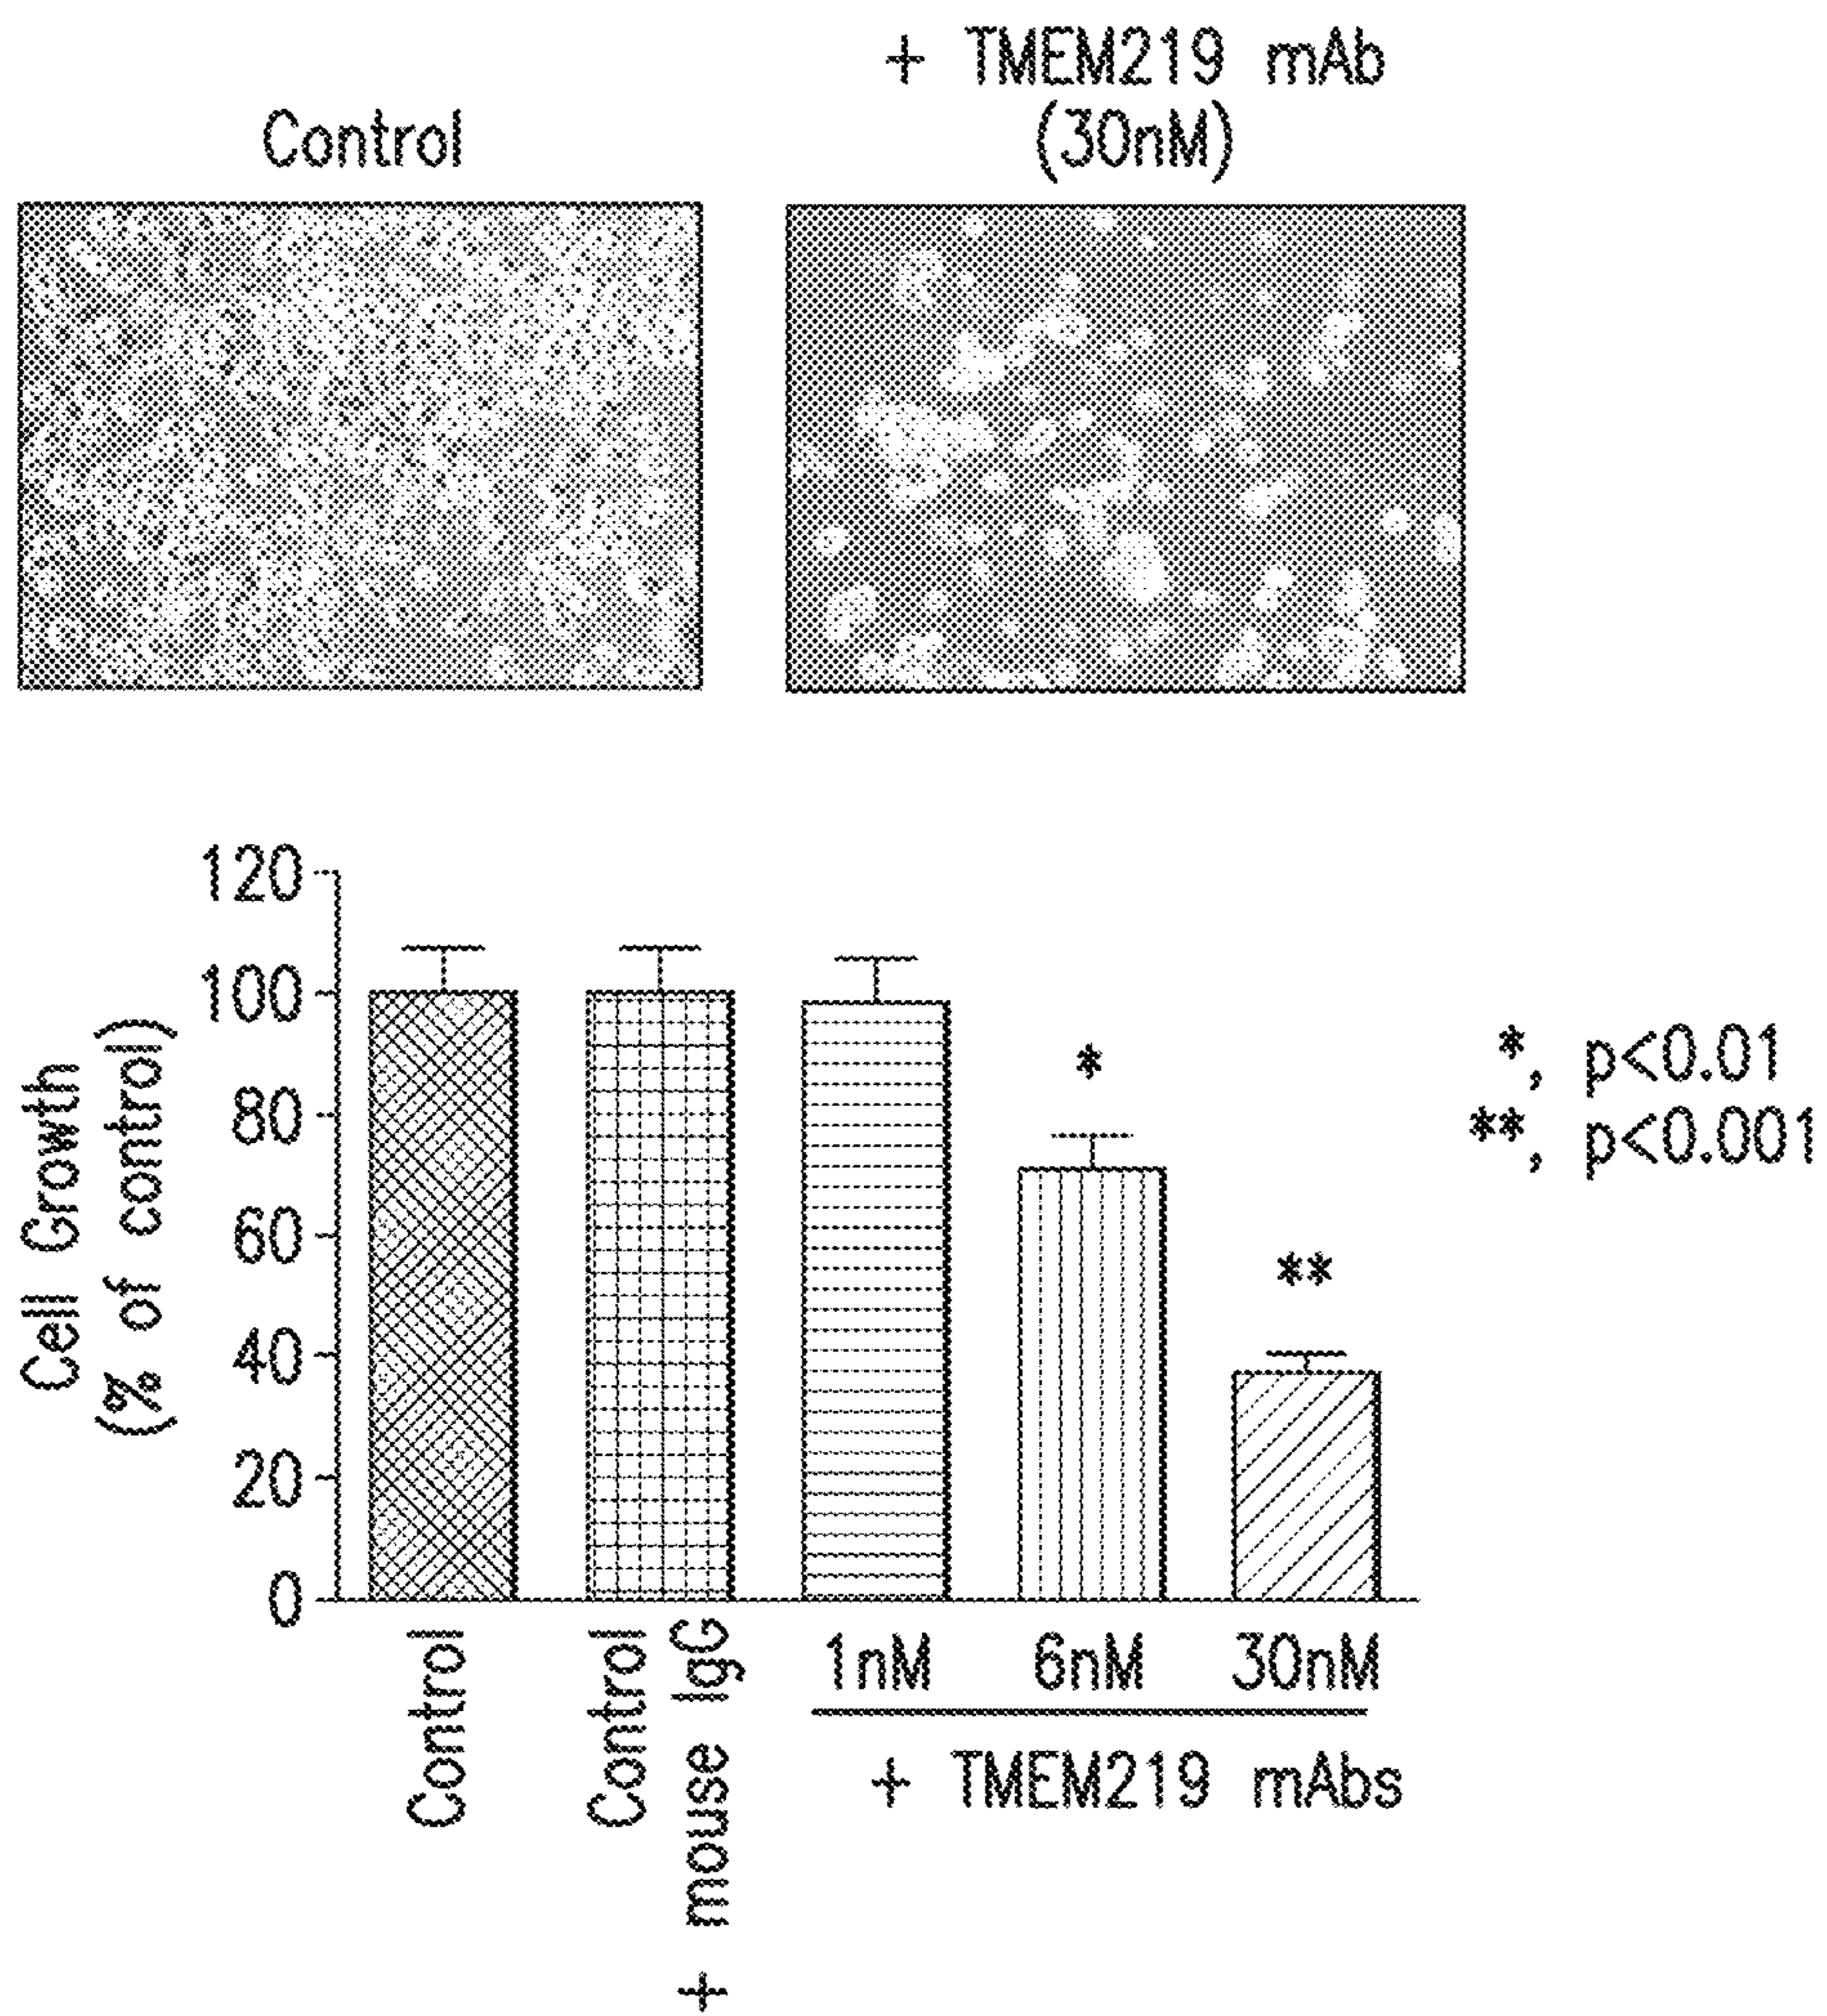 Control
+ TMEM219 mAb
(30nM)
Cell Growth
(% of control)
120
100
80
60
40
20
0
*
**
*, p<0.01
**, p<0.001
Control
Control
+ mouse IgG
1nM 6nM 30nM
+ TMEM219 mAbs